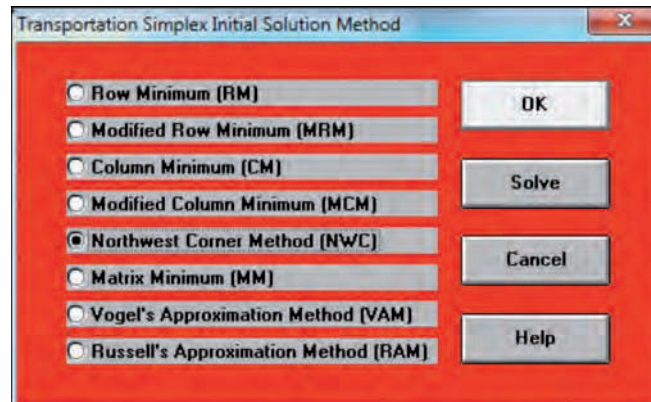 Transportation Simplex Initial Solution Method
Row Minimum (RM)
Modified Row Minimum (MRM)
Column Minimum (CM)
Modified Column Minimum (MCM)
Northwest Corner Method (NWC)
Matrix Minimum (MM)
Vogel's Approximation Method (VAM)
Russell's Approximation Method (RAM)
OK
Solve
Cancel
Help